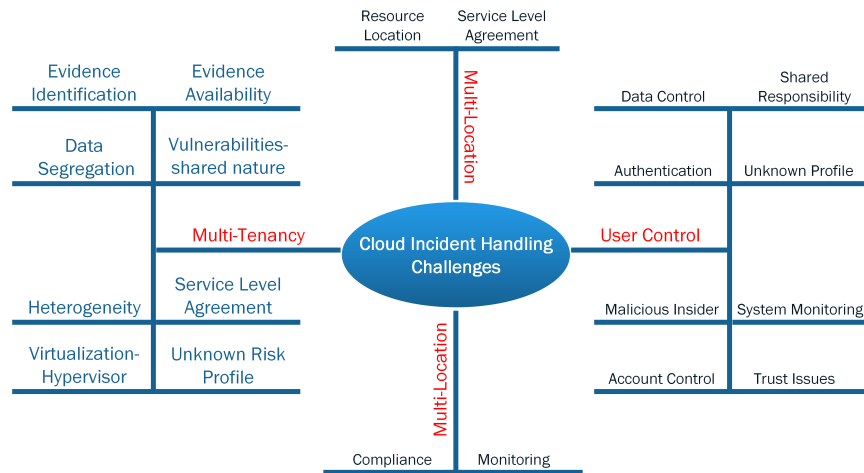 Resource
Location
Service Level
Agreement
Multi-Location
Evidence
Identification
Evidence
Availability
Data
Segregation
Vulnerabilities-
shared nature
Multi-Tenancy
Heterogeneity
Service Level
Agreement
Virtualization-
Hypervisor
Unknown Risk
Profile
Cloud Incident Handling
Challenges
Data Control
Shared
Responsibility
Authentication
Unknown Profile
User Control
Malicious Insider
System Monitoring
Account Control
Trust Issues
Multi-Location
Compliance
Monitoring